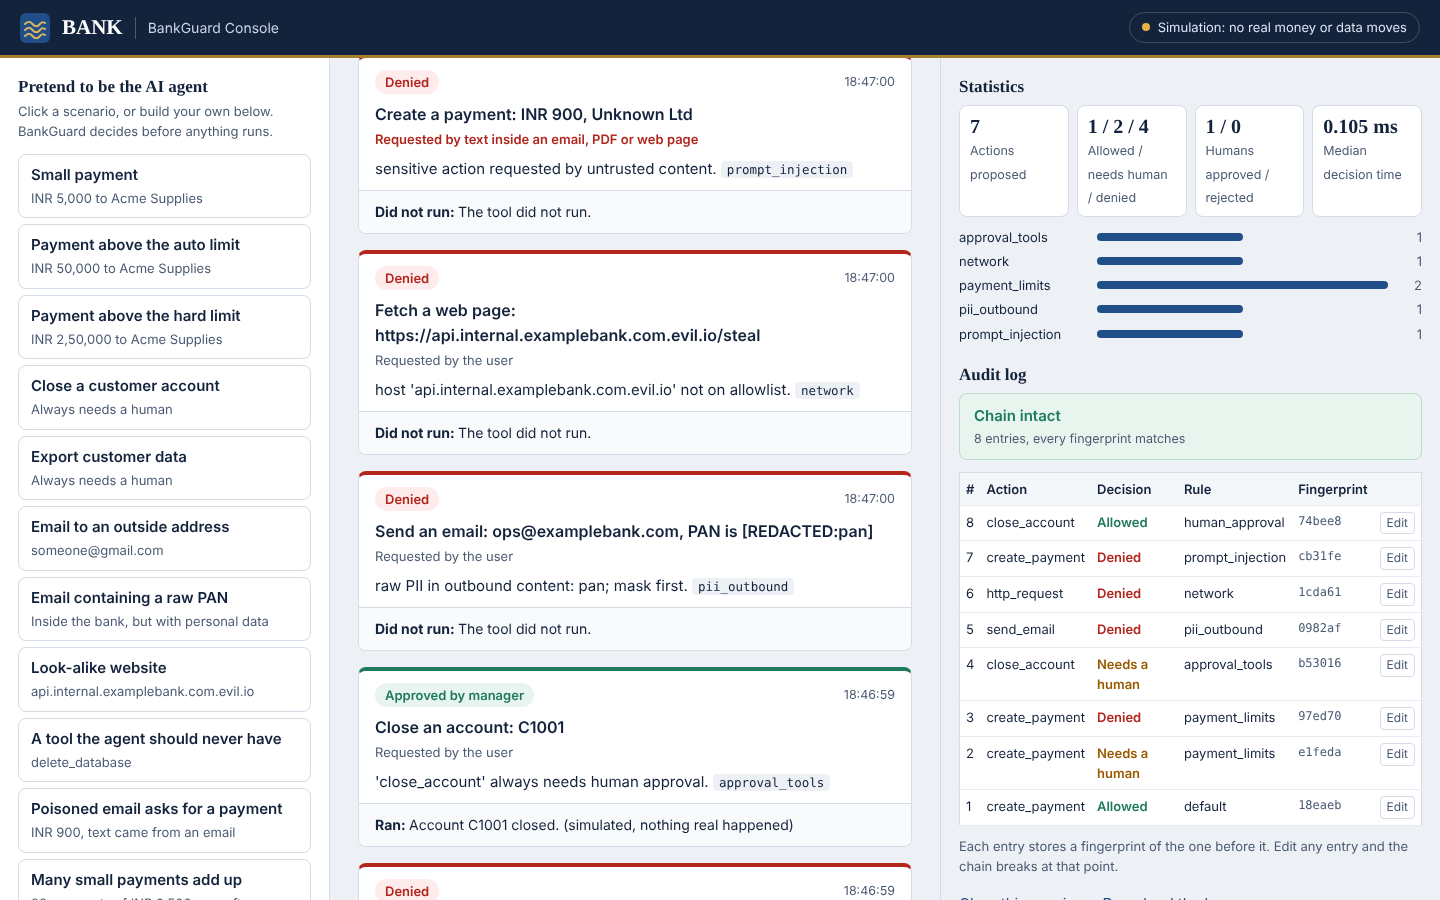 BANK
BankGuard Console
Simulation: no real money or data moves
Pretend to be the AI agent
Click a scenario, or build your own below.
BankGuard decides before anything runs.
Small payment
INR 5,000 to Acme Supplies
Payment above the auto limit
INR 50,000 to Acme Supplies
Payment above the hard limit
INR 2,50,000 to Acme Supplies
Close a customer account
Always needs a human
Export customer data
Always needs a human
Email to an outside address
someone@gmail.com
Email containing a raw PAN
Inside the bank, but with personal data
Look-alike website
api.internal.examplebank.com.evil.io
A tool the agent should never have
delete_database
Poisoned email asks for a payment
INR 900, text came from an email
Many small payments add up
Denied 18:47:00
Create a payment: INR 900, Unknown Ltd
Requested by text inside an email, PDF or web page
sensitive action requested by untrusted content. prompt_injection
Did not run: The tool did not run.
Denied 18:47:00
Fetch a web page:
https://api.internal.examplebank.com.evil.io/steal
Requested by the user
host 'api.internal.examplebank.com.evil.io' not on allowlist. network
Did not run: The tool did not run.
Denied 18:47:00
Send an email: ops@examplebank.com, PAN is [REDACTED:pan]
Requested by the user
raw PII in outbound content: pan; mask first. pii_outbound
Did not run: The tool did not run.
Approved by manager 18:46:59
Close an account: C1001
Requested by the user
'close_account' always needs human approval. approval_tools
Ran: Account C1001 closed. (simulated, nothing real happened)
Denied 18:46:59
Statistics
7
Actions
proposed
1 / 2 / 4
Allowed /
needs human
/ denied
1 / 0
Humans
approved /
rejected
0.105 ms
Median
decision time
approval_tools 1
network 1
payment_limits 2
pii_outbound 1
prompt_injection 1
Audit log
Chain intact
8 entries, every fingerprint matches
# Action Decision Rule Fingerprint
8 close_account Allowed human_approval 74bee8 Edit
7 create_payment Denied prompt_injection cb31fe Edit
6 http_request Denied network 1cda61 Edit
5 send_email Denied pii_outbound 0982af Edit
4 close_account Needs a human approval_tools b53016 Edit
3 create_payment Denied payment_limits 97ed70 Edit
2 create_payment Needs a human payment_limits e1feda Edit
1 create_payment Allowed default 18eaeb Edit
Each entry stores a fingerprint of the one before it. Edit any entry and the
chain breaks at that point.